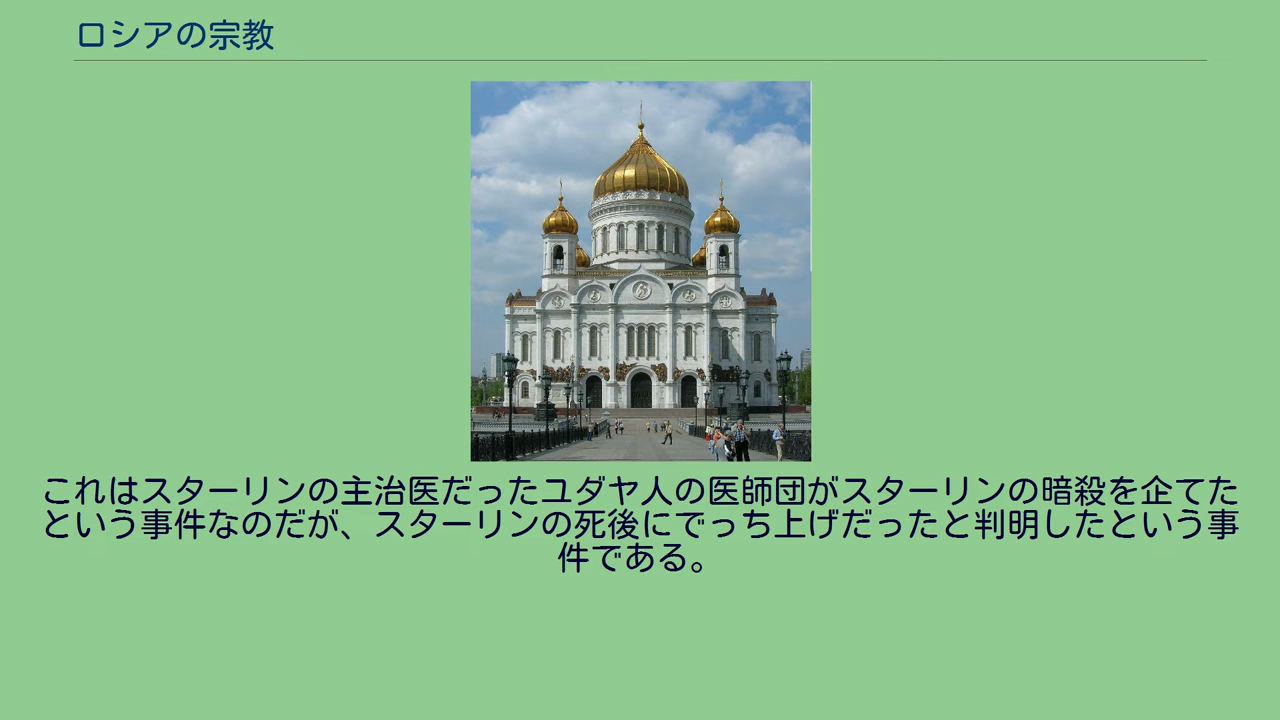 ロシアの宗教
これはスターリンの主治医だったユダヤ人の医師団がスターリンの暗殺を企てた
という事件なのだが、スターリンの死後にでっち上げだったと判明したという事
件である。